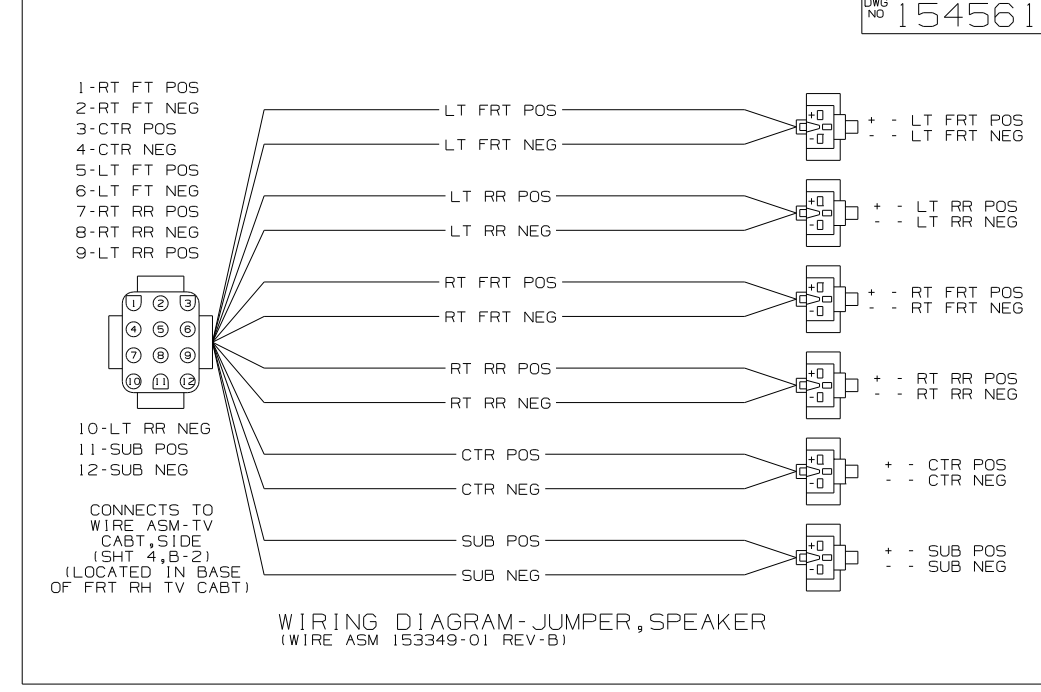 DWG
NO 154561
1-RT FT POS
2-RT FT NEG
3-CTR POS
4-CTR NEG
5-LT FT POS
6-LT FT NEG
7-RT RR POS
8-RT RR NEG
9-LT RR POS
1 2 3
4 5 6
7 8 9
10 11 12
10-LT RR NEG
11-SUB POS
12-SUB NEG
CONNECTS TO
WIRE ASM-TV
CABT,SIDE
(SHT 4,B-2)
(LOCATED IN BASE
OF FRT RH TV CABT)
LT FRT POS
LT FRT NEG
+
-
+ - LT FRT POS
- - LT FRT NEG
LT RR POS
LT RR NEG
+
-
+ - LT RR POS
- - LT RR NEG
RT FRT POS
RT FRT NEG
+
-
+ - RT FRT POS
- - RT FRT NEG
RT RR POS
RT RR NEG
+
-
+ - RT RR POS
- - RT RR NEG
CTR POS
CTR NEG
+
-
+ - CTR POS
- - CTR NEG
SUB POS
SUB NEG
+
-
+ - SUB POS
- - SUB NEG
WIRING DIAGRAM-JUMPER,SPEAKER
(WIRE ASM 153349-01 REV-B)